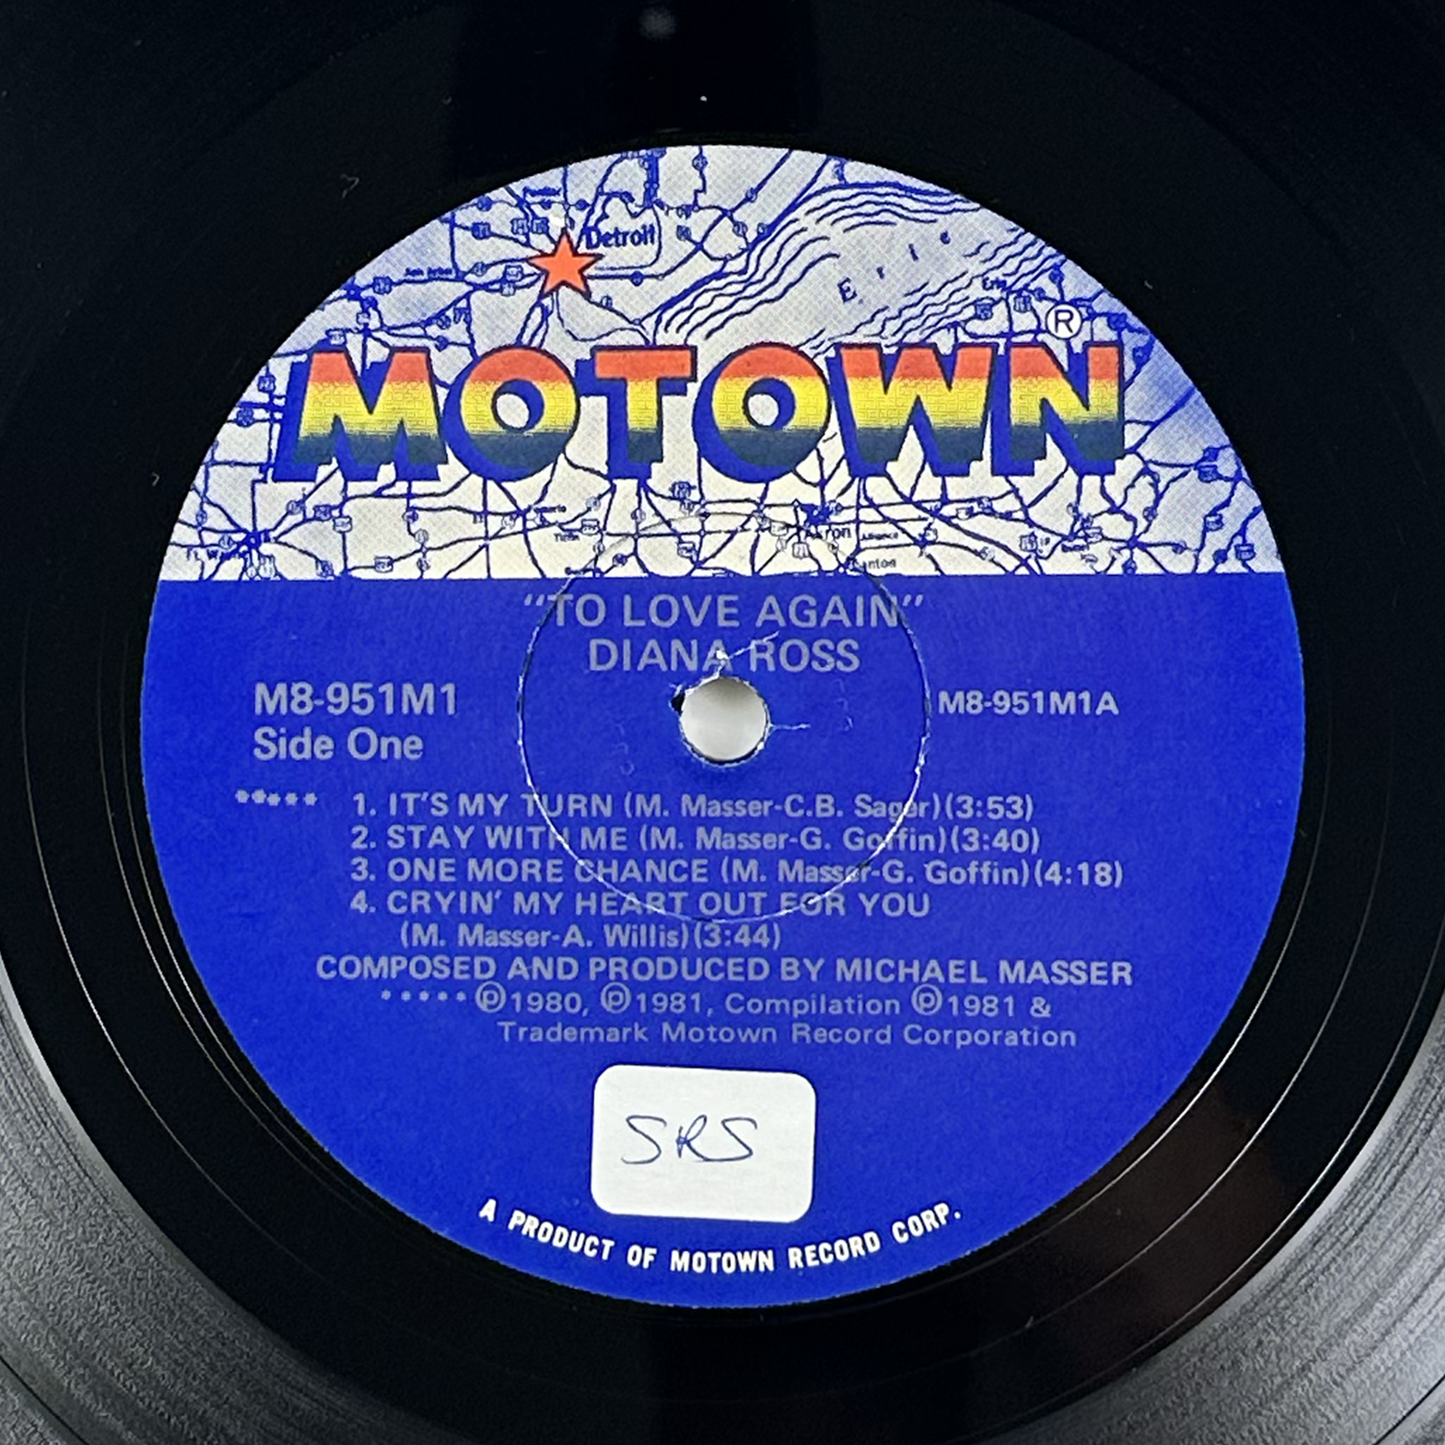 Detroit
Erie
Erie
®
MOTOWN
Akron
"TO LOVE AGAIN"
DIANA ROSS
M8-951M1
M8-951M1A
Side One
***** 1. IT'S MY TURN (M. Masser-C.B. Sager)(3:53)
2. STAY WITH ME (M. Masser-G. Goffin)(3:40)
3. ONE MORE CHANCE (M. Masser-G. Goffin)(4:18)
4. CRYIN' MY HEART OUT FOR YOU
(M. Masser-A. Willis)(3:44)
COMPOSED AND PRODUCED BY MICHAEL MASSER
***** ℗1980, ℗1981, Compilation ℗1981 &
Trademark Motown Record Corporation
SRS
A PRODUCT OF MOTOWN RECORD CORP.